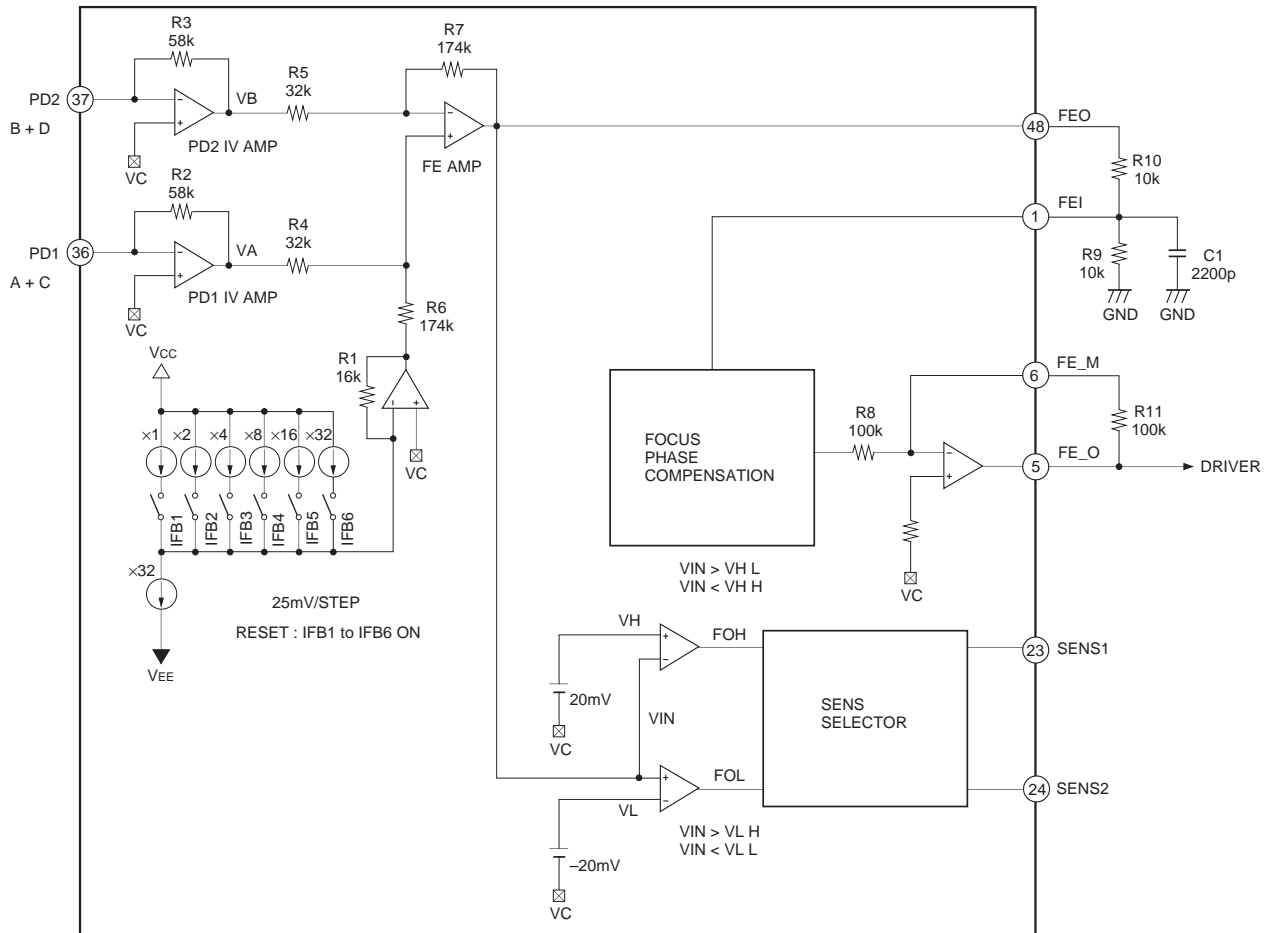 R3
58k
R7
174k
R5
32k
PD2
37
VB
B + D
PD2 IV AMP
FE AMP
VC
48
FEO
R10
10k
R2
58k
R4
32k
1
FEI
PD1
36
VA
A + C
PD1 IV AMP
VC
R9
10k
C1
2200p
GND
GND
R6
174k
VCC
R1
16k
VC
×1
×2
×4
×8
×16
×32
IFB1
IFB2
IFB3
IFB4
IFB5
IFB6
×32
VEE
25mV/STEP
RESET : IFB1 to IFB6 ON
FOCUS
PHASE
COMPENSATION
R8
100k
6
FE_M
R11
100k
5
FE_O
DRIVER
VC
VIN > VH L
VIN < VH H
VH
FOH
20mV
VC
VIN
SENS
SELECTOR
23
SENS1
VL
FOL
24
SENS2
VIN > VL H
VIN < VL L
–20mV
VC